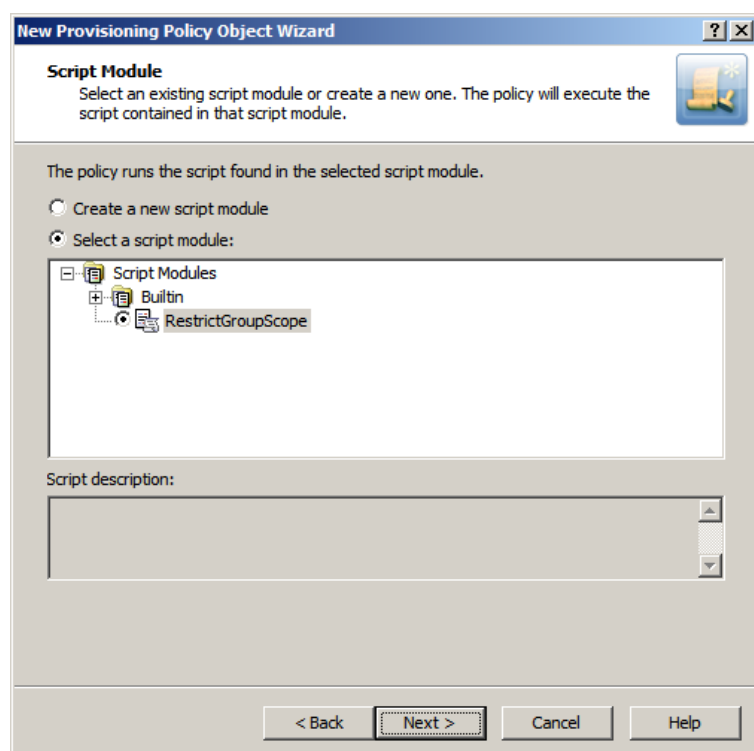 New Provisioning Policy Object Wizard
Script Module
Select an existing script module or create a new one. The policy will execute the
script contained in that script module.
The policy runs the script found in the selected script module.
Create a new script module
Select a script module:
Script Modules
Builtin
RestrictGroupScope
Script description:
< Back Next > Cancel Help